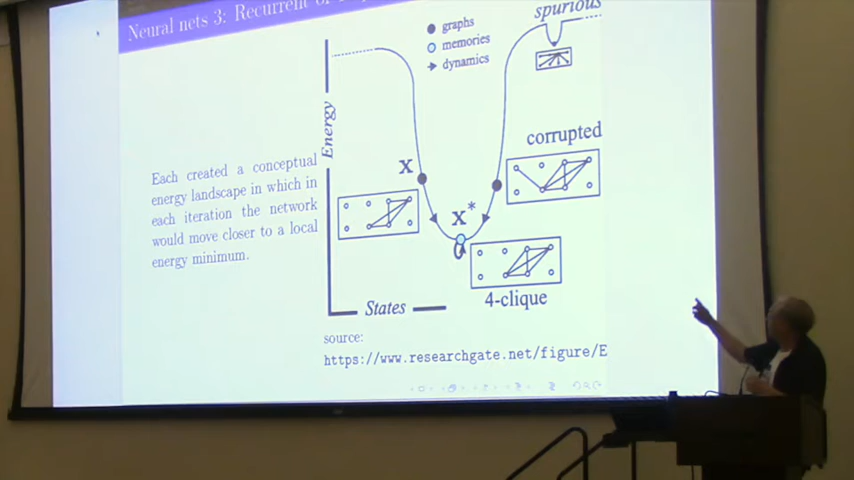 Neural nets 3: Recurrent or
spurious
graphs
memories
dynamics
Energy
corrupted
Each created a conceptual
energy landscape in which in
each iteration the network
would move closer to a local
energy minimum.
X
X*
4-clique
States
source:
https://www.researchgate.net/figure/E